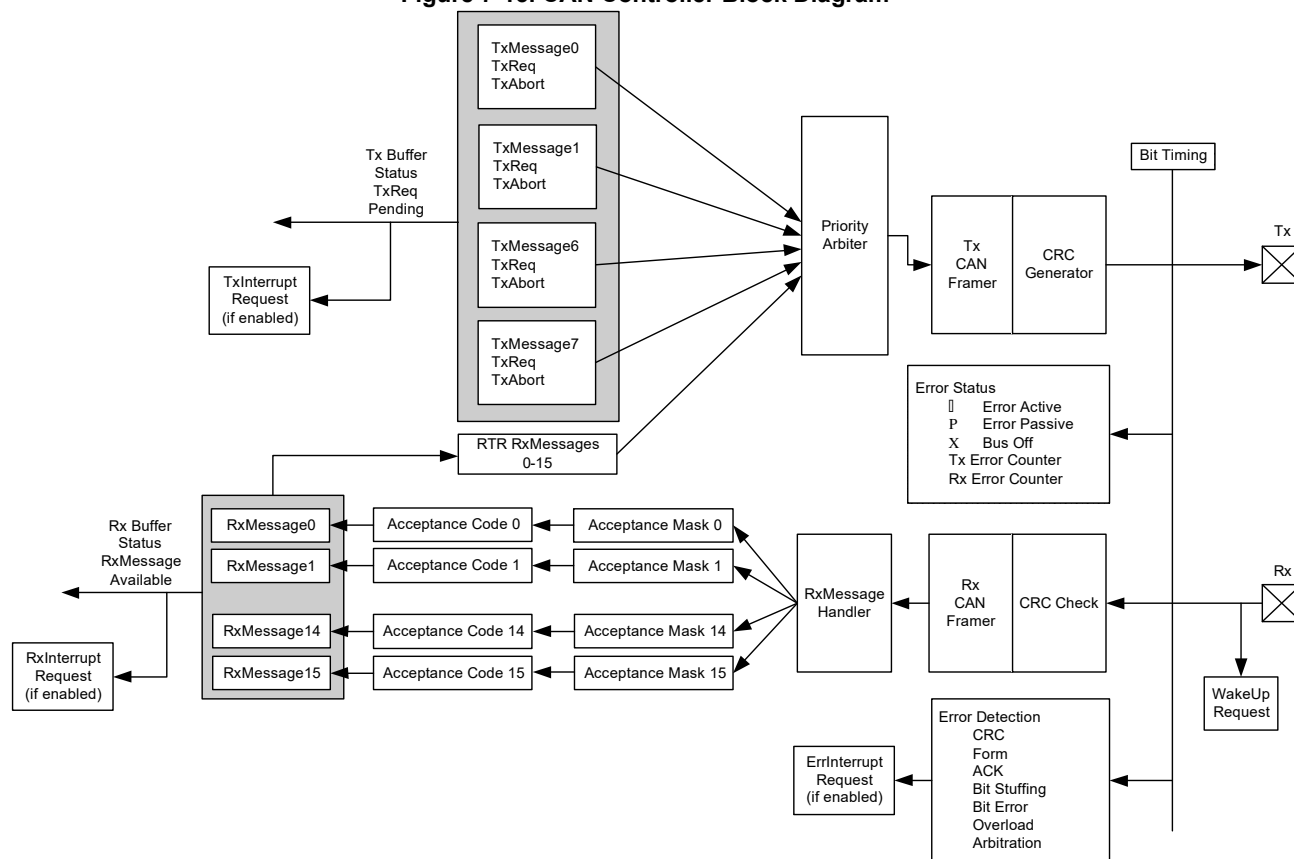 Figure 7-16. CAN Controller Block Diagram
TxMessage0
TxReq
TxAbort
TxMessage1
TxReq
TxAbort
TxMessage6
TxReq
TxAbort
TxMessage7
TxReq
TxAbort
Tx Buffer
Status
TxReq
Pending
TxInterrupt
Request
(if enabled)
Priority
Arbiter
Tx
CAN
Framer
CRC
Generator
Bit Timing
Tx
Error Status
Error Active
P Error Passive
X Bus Off
Tx Error Counter
Rx Error Counter
RTR RxMessages
0-15
Rx Buffer
Status
RxMessage
Available
RxInterrupt
Request
(if enabled)
RxMessage0
Acceptance Code 0
Acceptance Mask 0
RxMessage1
Acceptance Code 1
Acceptance Mask 1
RxMessage14
Acceptance Code 14
Acceptance Mask 14
RxMessage15
Acceptance Code 15
Acceptance Mask 15
RxMessage
Handler
Rx
CAN
Framer
CRC Check
Rx
WakeUp
Request
ErrInterrupt
Request
(if enabled)
Error Detection
CRC
Form
ACK
Bit Stuffing
Bit Error
Overload
Arbitration